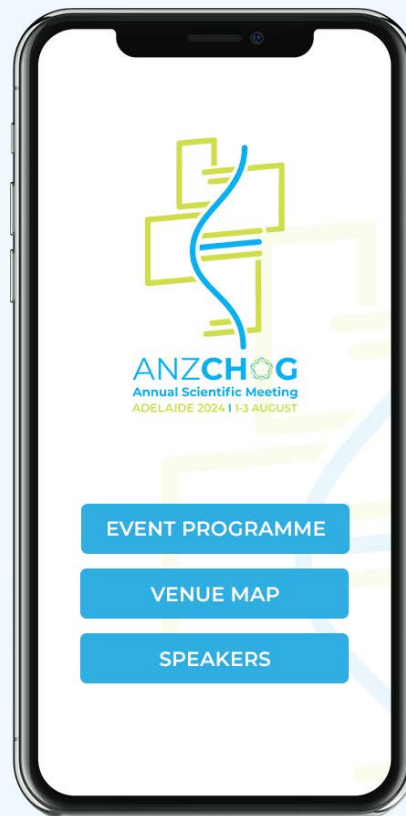 ANZCHOG
Annual Scientific Meeting
ADELAIDE 2024 I 1-3 AUGUST
EVENT PROGRAMME
VENUE MAP
SPEAKERS